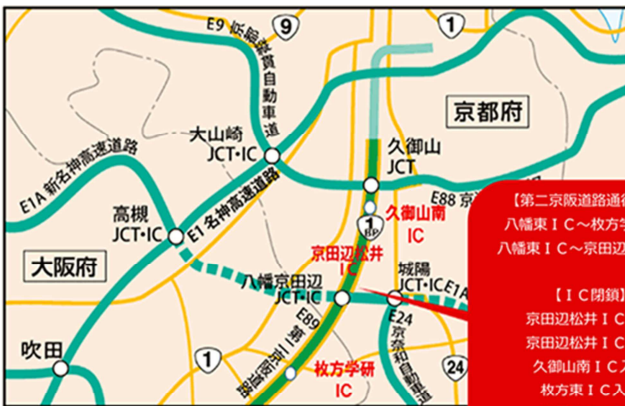 E9 京都縦貫自動車道
9
1
京都府
大山崎
JCT・IC
久御山
JCT
E1A 新名神高速道路
E1 名神高速道路
E88 京
高槻
JCT・IC
久御山南
IC
1
BP
大阪府
京田辺松井
IC
八幡京田辺
JCT・IC
城陽
JCT・IC
E1A
E89 第二京阪道路
E24
京奈和自動車道
吹田
1
枚方学研
IC
24
【第二京阪道路通行
八幡東IC～枚方学
八幡東IC～京田辺
【IC閉鎖】
京田辺松井IC
京田辺松井IC
久御山南IC入
枚方東IC入